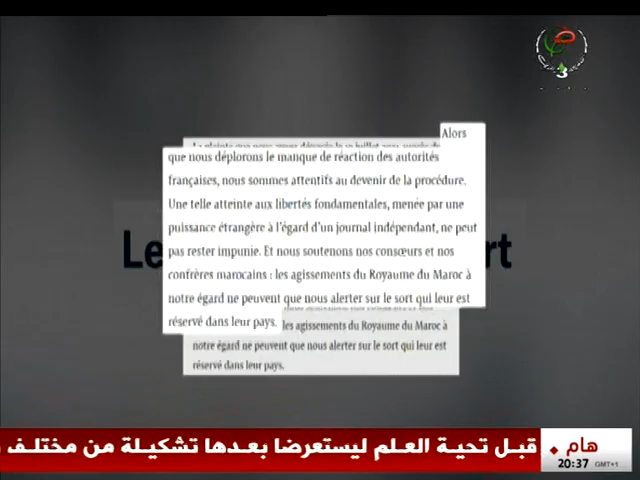 3
Alors
que nous déplorons le manque de réaction des autorités
françaises, nous sommes attentifs au devenir de la procédure.
Une telle atteinte aux libertés fondamentales, menée par une
puissance étrangère à l'égard d'un journal indépendant, ne peut
pas rester impunie. Et nous soutenons nos consœurs et nos
confrères marocains : les agissements du Royaume du Maroc à
notre égard ne peuvent que nous alerter sur le sort qui leur est
réservé dans leur pays.
les agissements du Royaume du Maroc à
notre égard ne peuvent que nous alerter sur le sort qui leur est
réservé dans leur pays.
Le
rt
هام
قبل تحية العلم ليستعرضا بعدها تشكيلة من مختلف
20:37 GMT+1